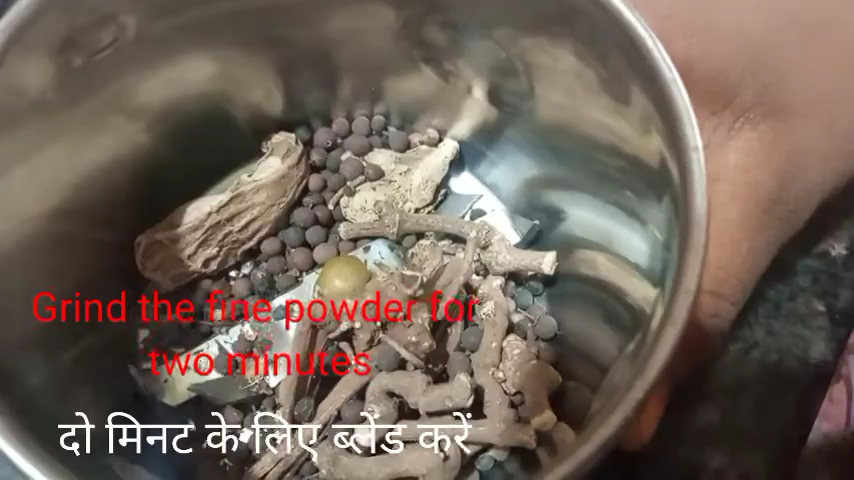 Grind the fine powder for
two minutes
दो मिनट के लिए ब्लेंड करें